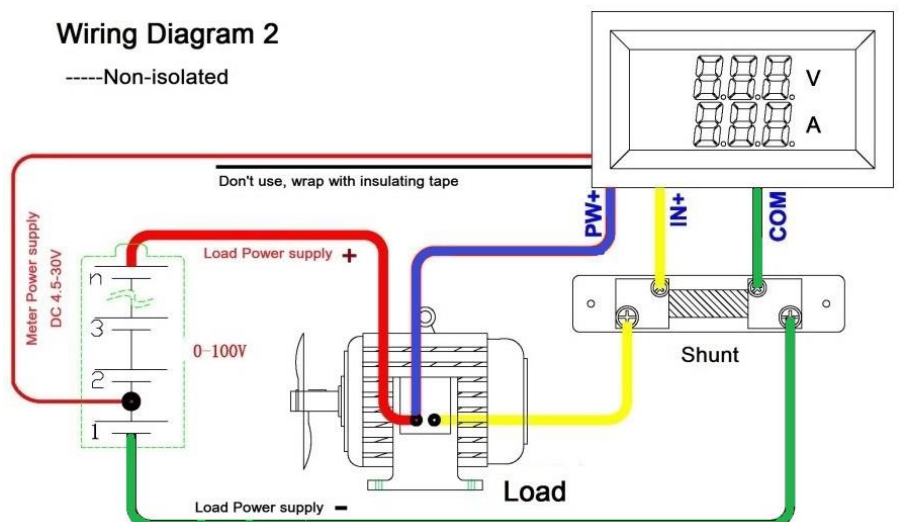 Wiring Diagram 2
-----Non-isolated
V
A
Don't use, wrap with insulating tape
PW+
IN+
COM
Meter Power supply
DC 4.5-30V
Load Power supply +
n
3
2
1
0-100V
Shunt
Load
Load Power supply -